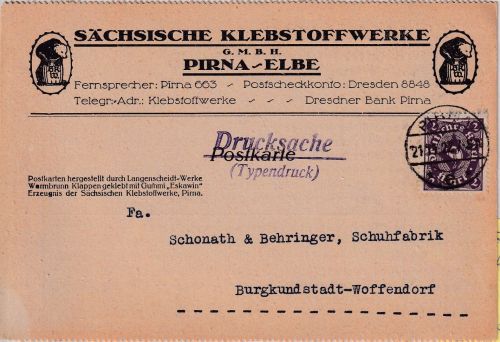 SÄCHSISCHE KLEBSTOFFWERKE
G. M. B. H.
PIRNA~ELBE
Fernsprecher: Pirna 663 - Postscheckkonto: Dresden 8848
Telegr.-Adr.: Klebstoffwerke - - - Dresdner Bank Pirna
Drucksache
Postkarte
(Typendruck)
Postkarten hergestellt durch Langenscheidt-Werke
Warmbrunn Klappen geklebt mit Gummi „Eskawin"
Erzeugnis der Sächsischen Klebstoffwerke, Pirna.
Fa.
Schonath & Behringer, Schuhfabrik
Burgkundstadt-Woffendorf